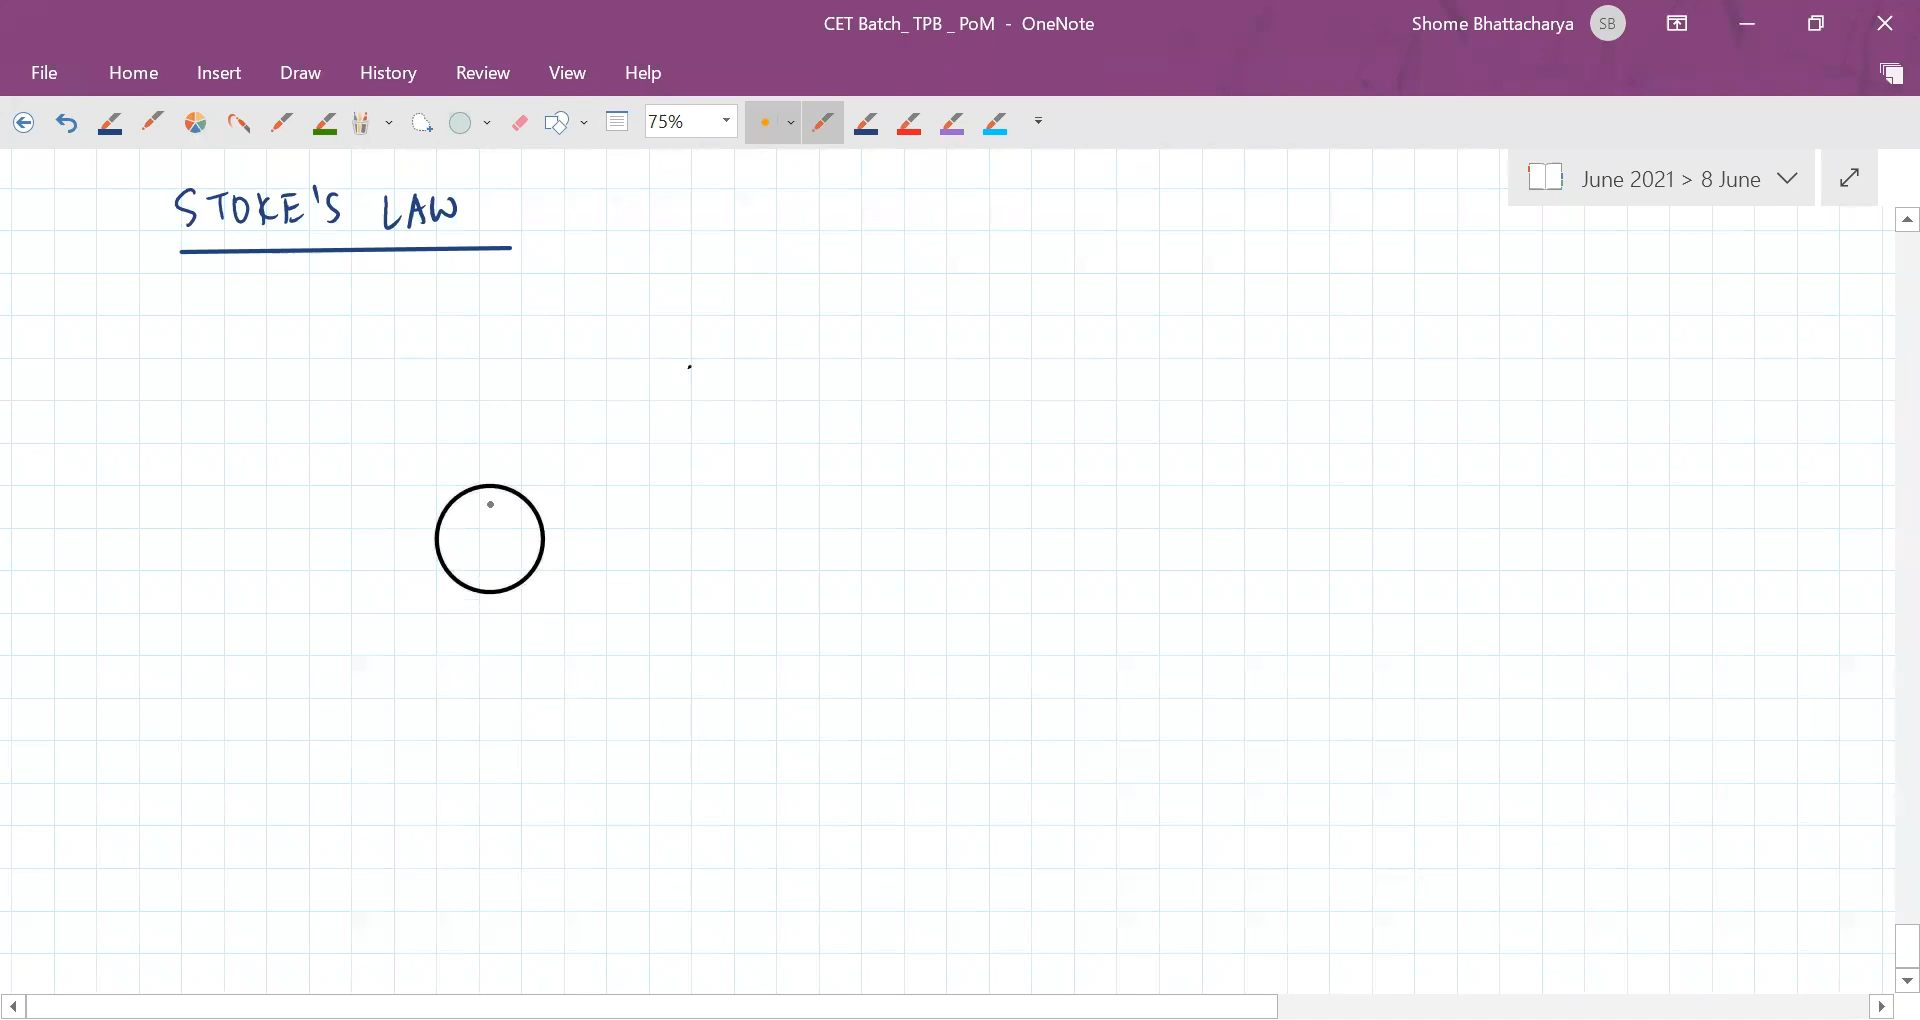 CET Batch_ TPB _ PoM - OneNote
Shome Bhattacharya SB
File Home Insert Draw History Review View Help
75%
June 2021 > 8 June
STOKE'S LAW